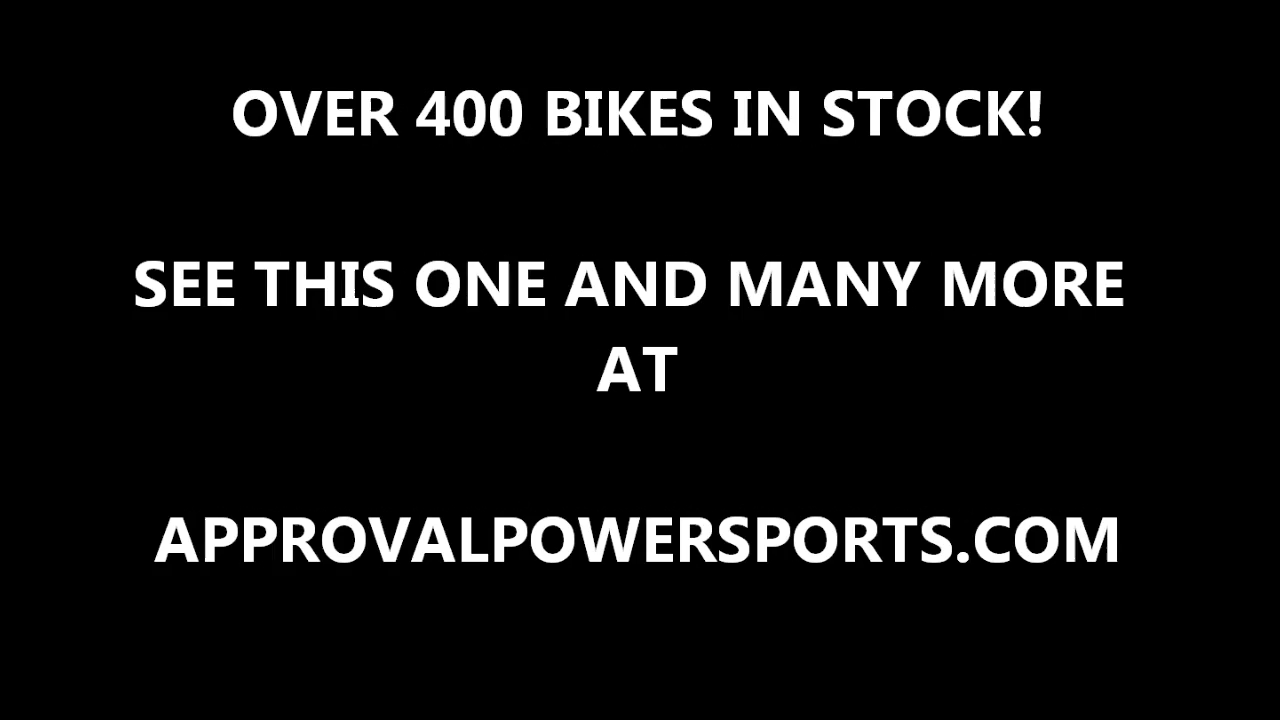 OVER 400 BIKES IN STOCK!
SEE THIS ONE AND MANY MORE
AT
APPROVALPOWERSPORTS.COM